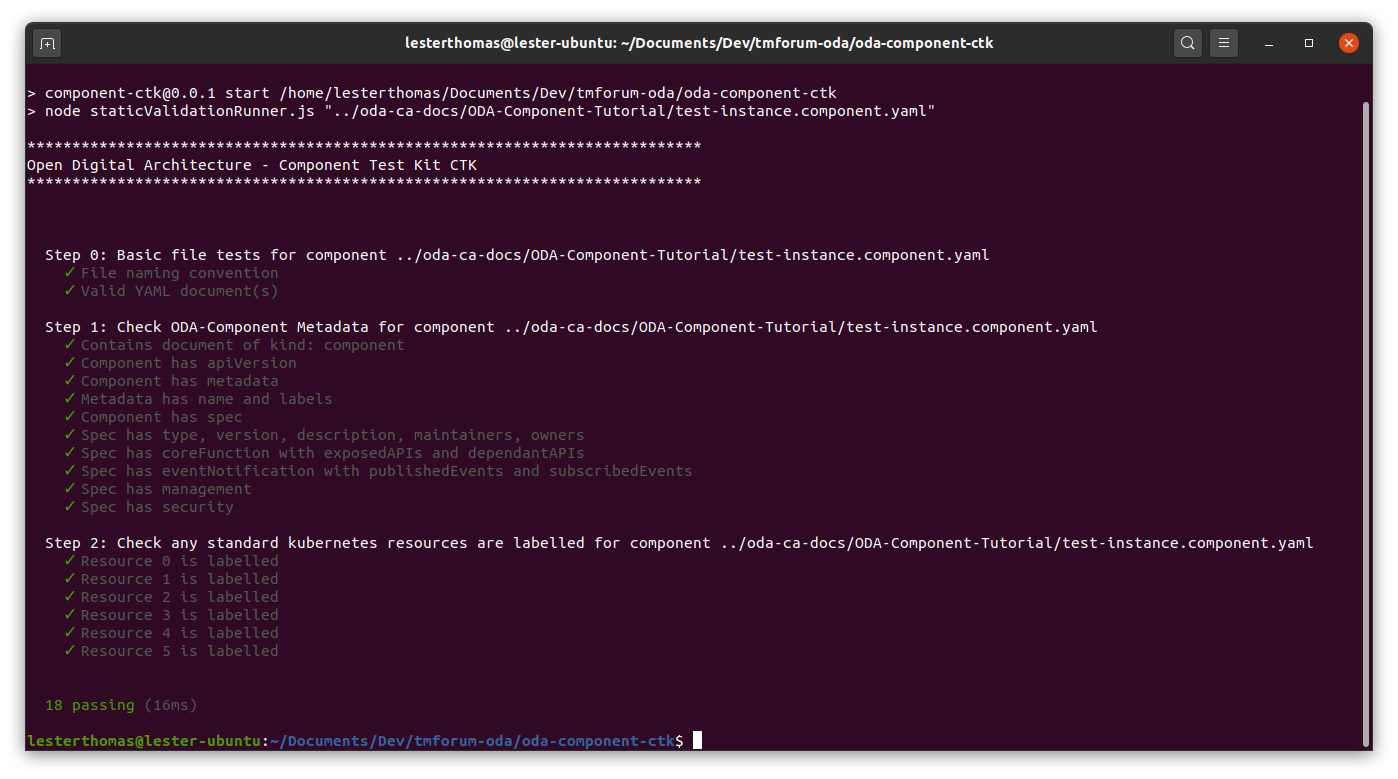 lesterthomas@lester-ubuntu: ~/Documents/Dev/tmforum-oda/oda-component-ctk
> component-ctk@0.0.1 start /home/lesterthomas/Documents/Dev/tmforum-oda/oda-component-ctk
> node staticValidationRunner.js "../oda-ca-docs/ODA-Component-Tutorial/test-instance.component.yaml"
***************************************************************************
Open Digital Architecture - Component Test Kit CTK
***************************************************************************
Step 0: Basic file tests for component ../oda-ca-docs/ODA-Component-Tutorial/test-instance.component.yaml
✓ File naming convention
✓ Valid YAML document(s)
Step 1: Check ODA-Component Metadata for component ../oda-ca-docs/ODA-Component-Tutorial/test-instance.component.yaml
✓ Contains document of kind: component
✓ Component has apiVersion
✓ Component has metadata
✓ Metadata has name and labels
✓ Component has spec
✓ Spec has type, version, description, maintainers, owners
✓ Spec has coreFunction with exposedAPIs and dependantAPIs
✓ Spec has eventNotification with publishedEvents and subscribedEvents
✓ Spec has management
✓ Spec has security
Step 2: Check any standard kubernetes resources are labelled for component ../oda-ca-docs/ODA-Component-Tutorial/test-instance.component.yaml
✓ Resource 0 is labelled
✓ Resource 1 is labelled
✓ Resource 2 is labelled
✓ Resource 3 is labelled
✓ Resource 4 is labelled
✓ Resource 5 is labelled
18 passing (16ms)
lesterthomas@lester-ubuntu:~/Documents/Dev/tmforum-oda/oda-component-ctk$